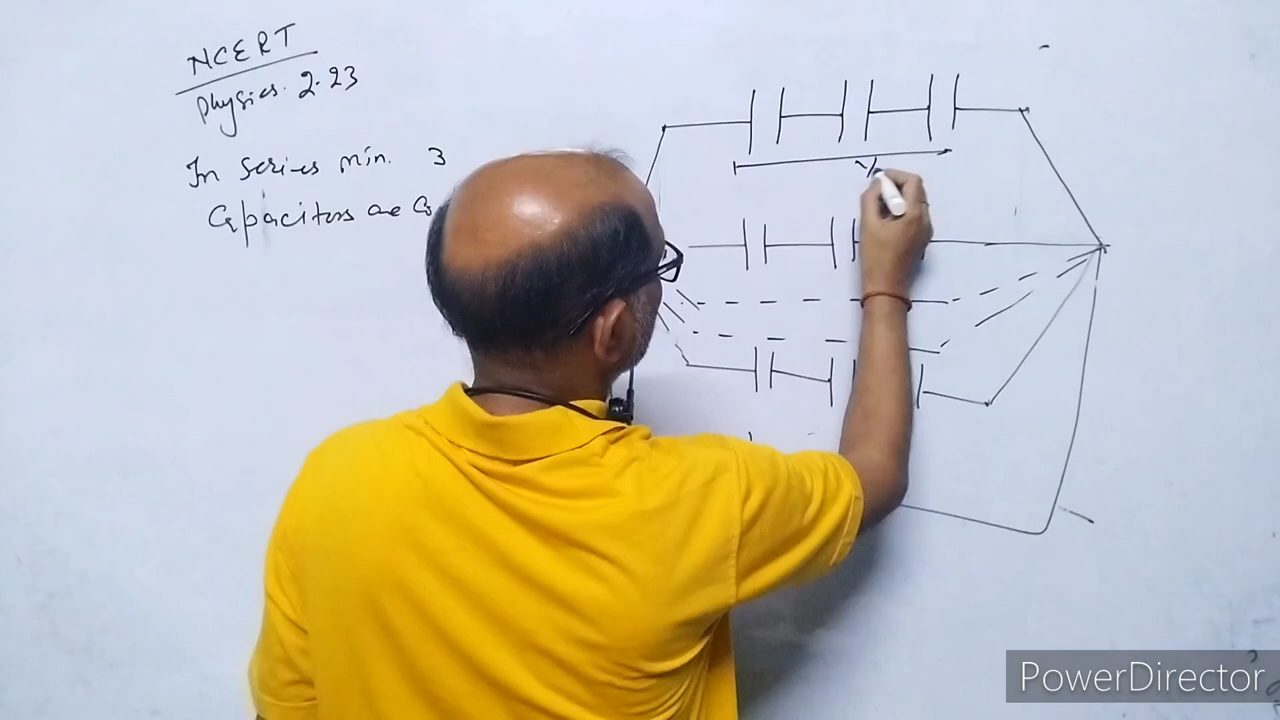 NCERT
Physics. 2.23
In series min. 3
Capacitors are
PowerDirector